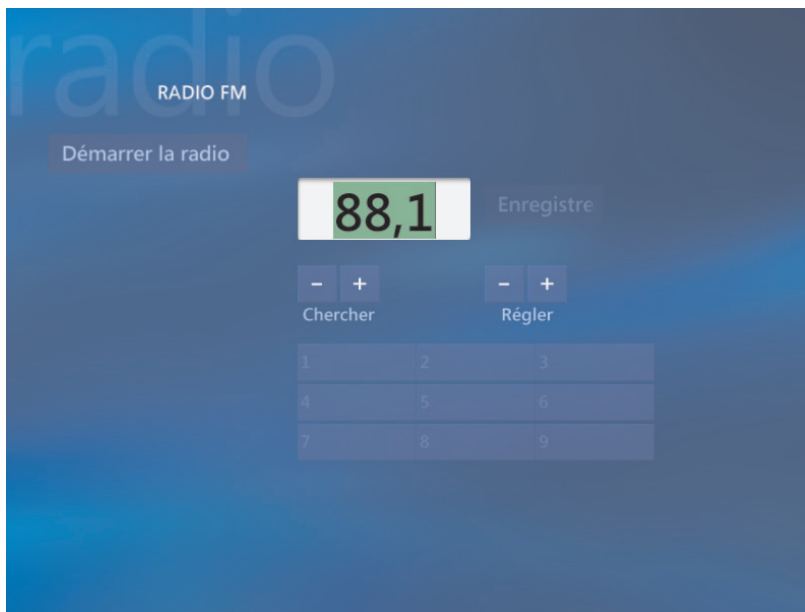 radio
RADIO FM
Démarrer la radio
88,1 Enregistre
- + - +
Chercher Régler
1 2 3
4 5 6
7 8 9